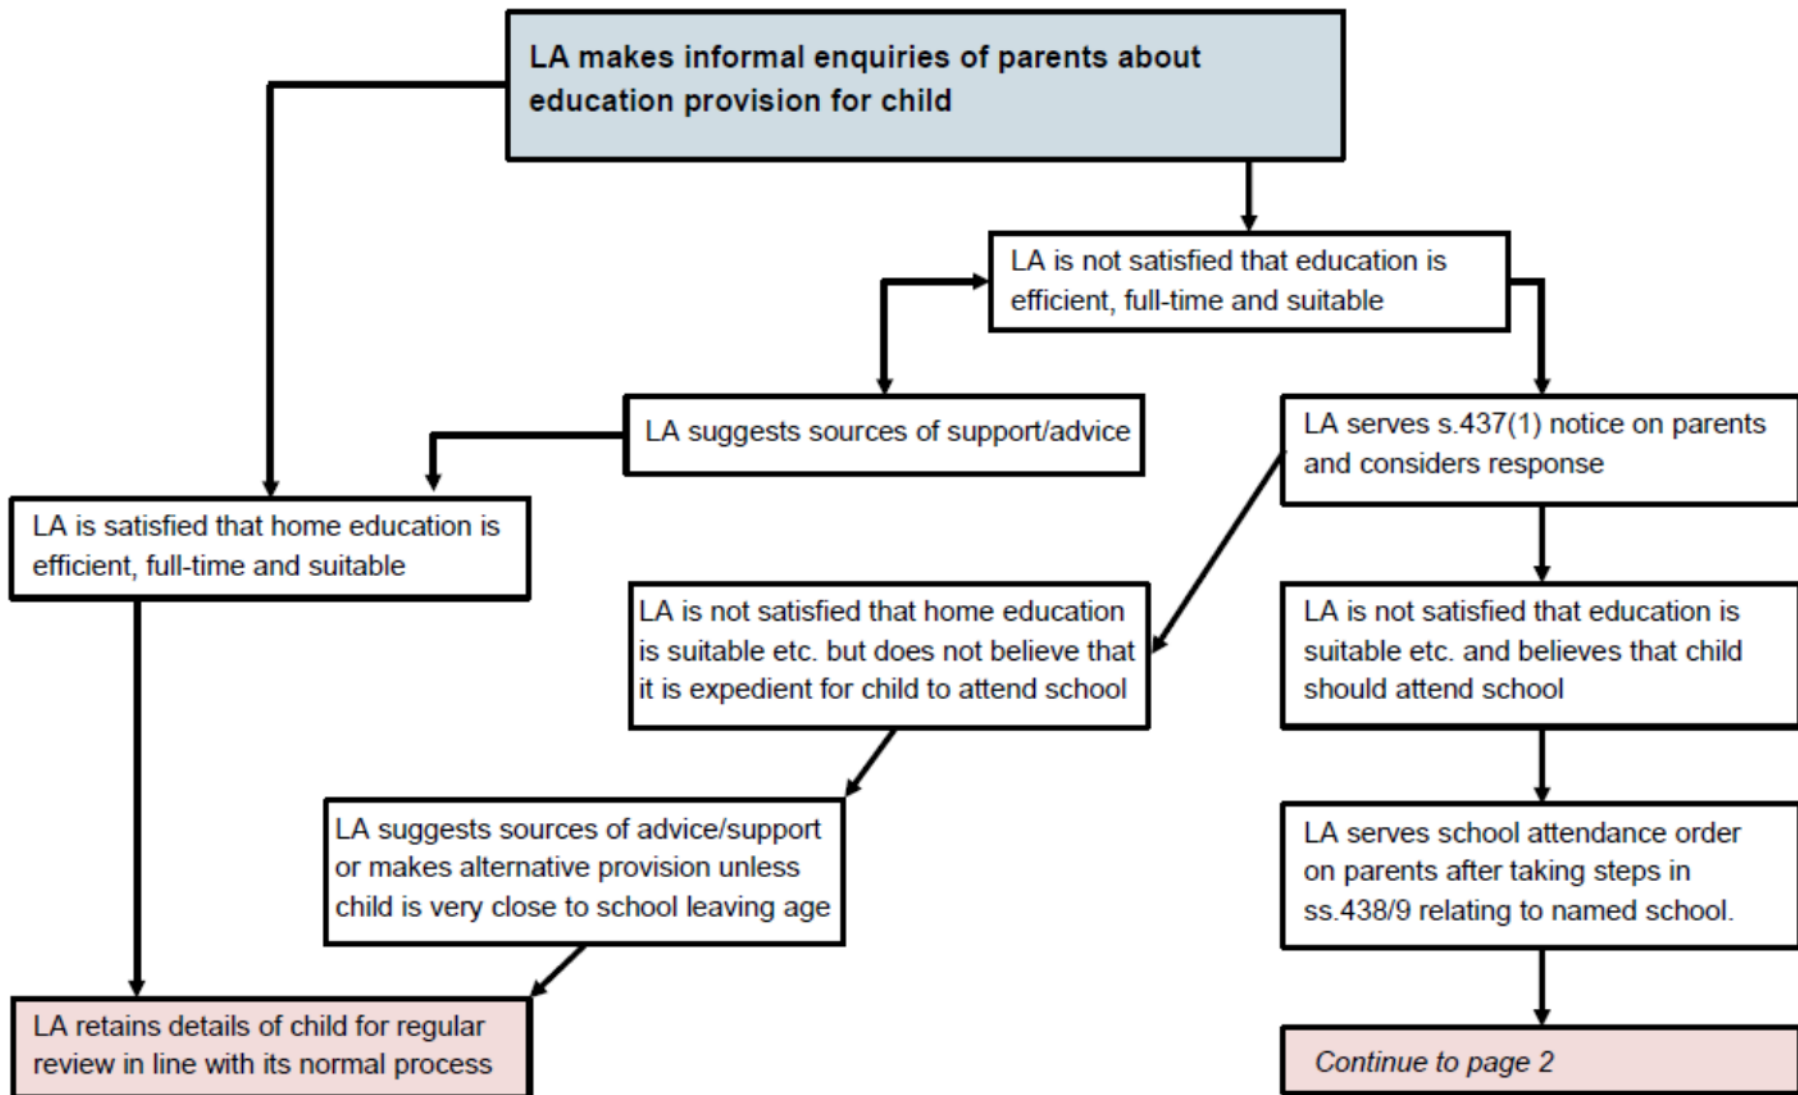 LA makes informal enquiries of parents about
education provision for child
LA is not satisfied that education is
efficient, full-time and suitable
LA suggests sources of support/advice
LA serves s.437(1) notice on parents
and considers response
LA is satisfied that home education is
efficient, full-time and suitable
LA is not satisfied that home education
is suitable etc. but does not believe that
it is expedient for child to attend school
LA is not satisfied that education is
suitable etc. and believes that child
should attend school
LA suggests sources of advice/support
or makes alternative provision unless
child is very close to school leaving age
LA serves school attendance order
on parents after taking steps in
ss.438/9 relating to named school.
LA retains details of child for regular
review in line with its normal process
Continue to page 2